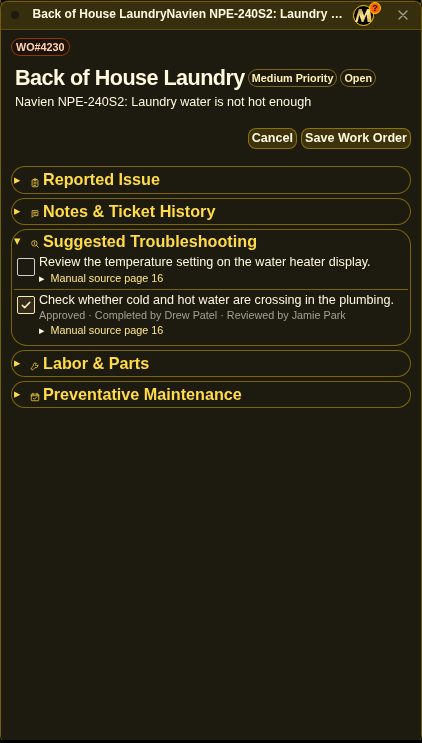 Back of House LaundryNavien NPE-240S2: Laundry ...
M ?
WO#4230
Back of House Laundry Medium Priority Open
Navien NPE-240S2: Laundry water is not hot enough
Cancel Save Work Order
Reported Issue
Notes & Ticket History
Suggested Troubleshooting
Review the temperature setting on the water heater display.
Manual source page 16
Check whether cold and hot water are crossing in the plumbing.
Approved · Completed by Drew Patel · Reviewed by Jamie Park
Manual source page 16
Labor & Parts
Preventative Maintenance